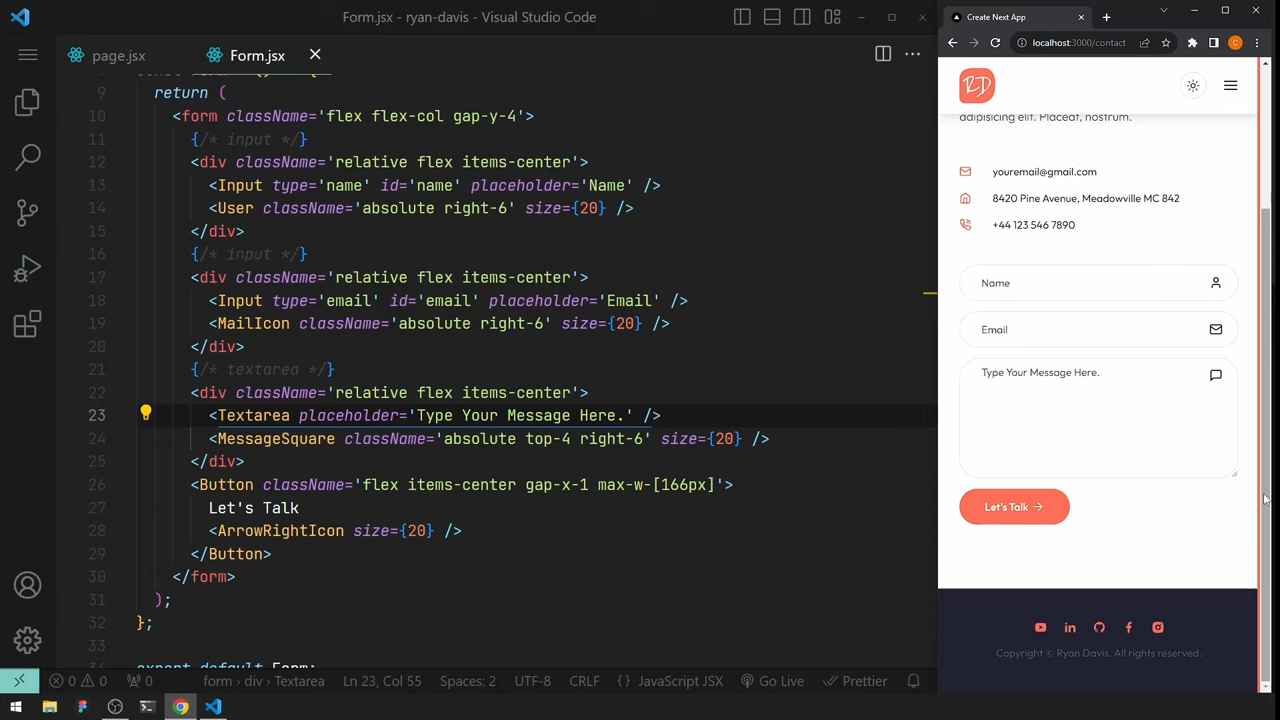 Form.jsx - ryan-davis - Visual Studio Code
page.jsx
Form.jsx
9 return (
10 <form className='flex flex-col gap-y-4'>
11 {/* input */}
12 <div className='relative flex items-center'>
13 <Input type='name' id='name' placeholder='Name' />
14 <User className='absolute right-6' size={20} />
15 </div>
16 {/* input */}
17 <div className='relative flex items-center'>
18 <Input type='email' id='email' placeholder='Email' />
19 <MailIcon className='absolute right-6' size={20} />
20 </div>
21 {/* textarea */}
22 <div className='relative flex items-center'>
23 <Textarea placeholder='Type Your Message Here.' />
24 <MessageSquare className='absolute top-4 right-6' size={20} />
25 </div>
26 <Button className='flex items-center gap-x-1 max-w-[166px]'>
27 Let's Talk
28 <ArrowRightIcon size={20} />
29 </Button>
30 </form>
31 );
32 };
33
export default Form;
0 0 0 form › div › Textarea Ln 23, Col 55 Spaces: 2 UTF-8 CRLF {} JavaScript JSX Go Live Prettier
Create Next App
localhost:3000/contact
C
RD
adipisicing elit. Placeat, nostrum.
youremail@gmail.com
8420 Pine Avenue, Meadowville MC 842
+44 123 546 7890
Name
Email
Type Your Message Here.
Let's Talk
Copyright © Ryan Davis. All rights reserved.